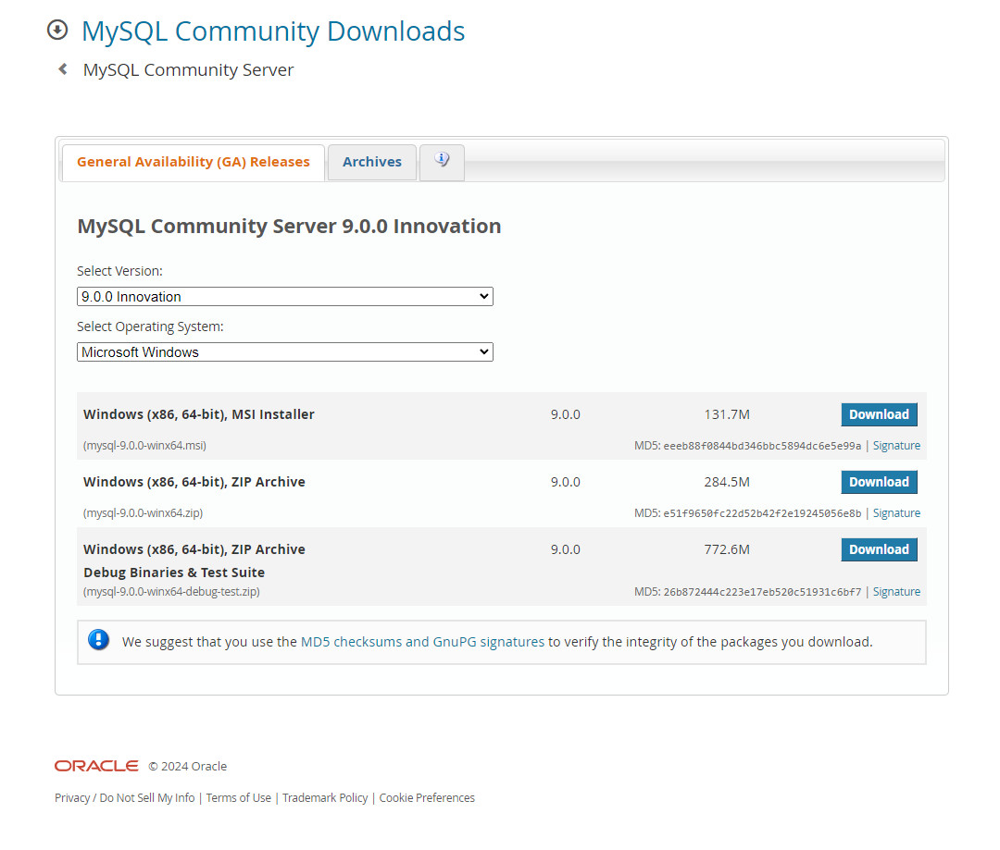 MySQL Community Downloads
MySQL Community Server
General Availability (GA) Releases Archives
MySQL Community Server 9.0.0 Innovation
Select Version:
9.0.0 Innovation
Select Operating System:
Microsoft Windows
Windows (x86, 64-bit), MSI Installer 9.0.0 131.7M Download
(mysql-9.0.0-winx64.msi) MD5: eeeb88f0844bd346bbc5894dc6e5e99a | Signature
Windows (x86, 64-bit), ZIP Archive 9.0.0 284.5M Download
(mysql-9.0.0-winx64.zip) MD5: e51f9650fc22d52b42f2e19245056e8b | Signature
Windows (x86, 64-bit), ZIP Archive 9.0.0 772.6M Download
Debug Binaries & Test Suite
(mysql-9.0.0-winx64-debug-test.zip) MD5: 26b872444c223e17eb520c51931c6bf7 | Signature
We suggest that you use the MD5 checksums and GnuPG signatures to verify the integrity of the packages you download.
ORACLE © 2024 Oracle
Privacy / Do Not Sell My Info | Terms of Use | Trademark Policy | Cookie Preferences